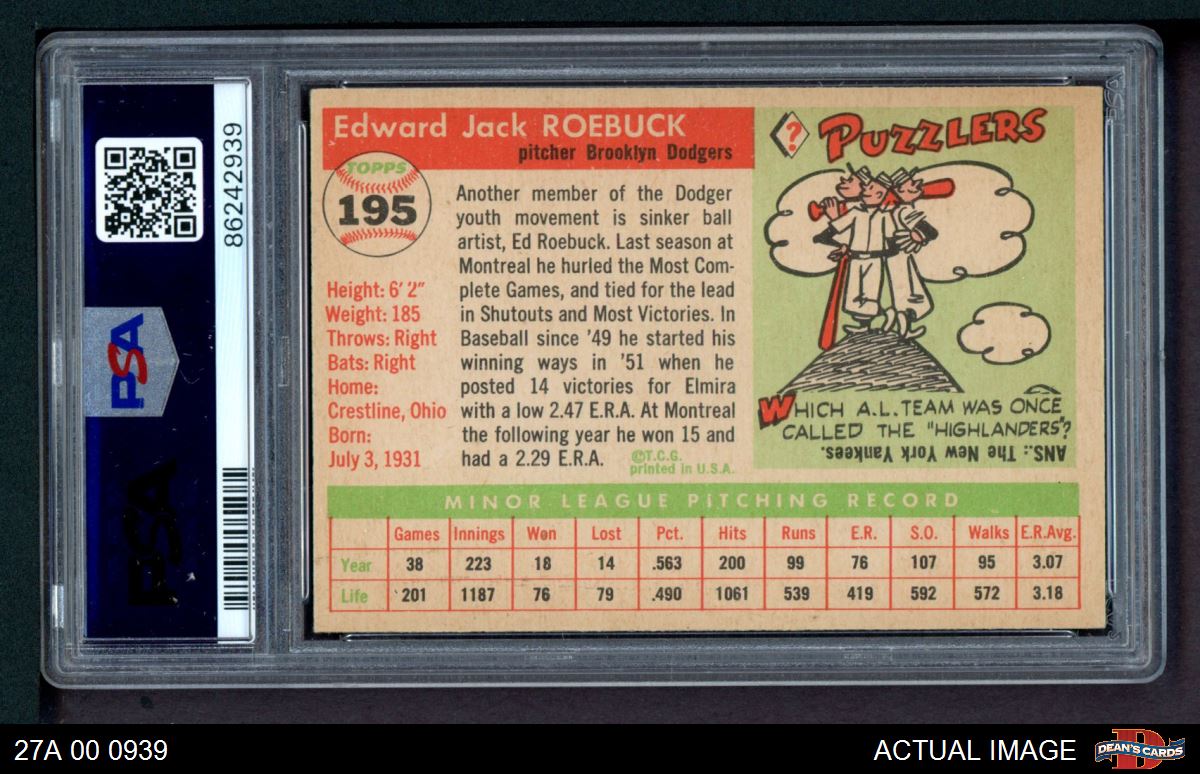 86242939
PSA
PSA
Edward Jack ROEBUCK
pitcher Brooklyn Dodgers
TOPPS
195
Height: 6' 2"
Weight: 185
Throws: Right
Bats: Right
Home:
Crestline, Ohio
Born:
July 3, 1931
Another member of the Dodger
youth movement is sinker ball
artist, Ed Roebuck. Last season at
Montreal he hurled the Most Com-
plete Games, and tied for the lead
in Shutouts and Most Victories. In
Baseball since '49 he started his
winning ways in '51 when he
posted 14 victories for Elmira
with a low 2.47 E.R.A. At Montreal
the following year he won 15 and
had a 2.29 E.R.A.
©T.C.G.
printed in U.S.A.
? PUZZLERS
WHICH A.L. TEAM WAS ONCE
CALLED THE "HIGHLANDERS"?
ANS.: The New York Yankees.
MINOR LEAGUE PITCHING RECORD
Games Innings Won Lost Pct. Hits Runs E.R. S.O. Walks E.R.Avg.
Year 38 223 18 14 .563 200 99 76 107 95 3.07
Life 201 1187 76 79 .490 1061 539 419 592 572 3.18
27A 00 0939
ACTUAL IMAGE
DEAN'S CARDS